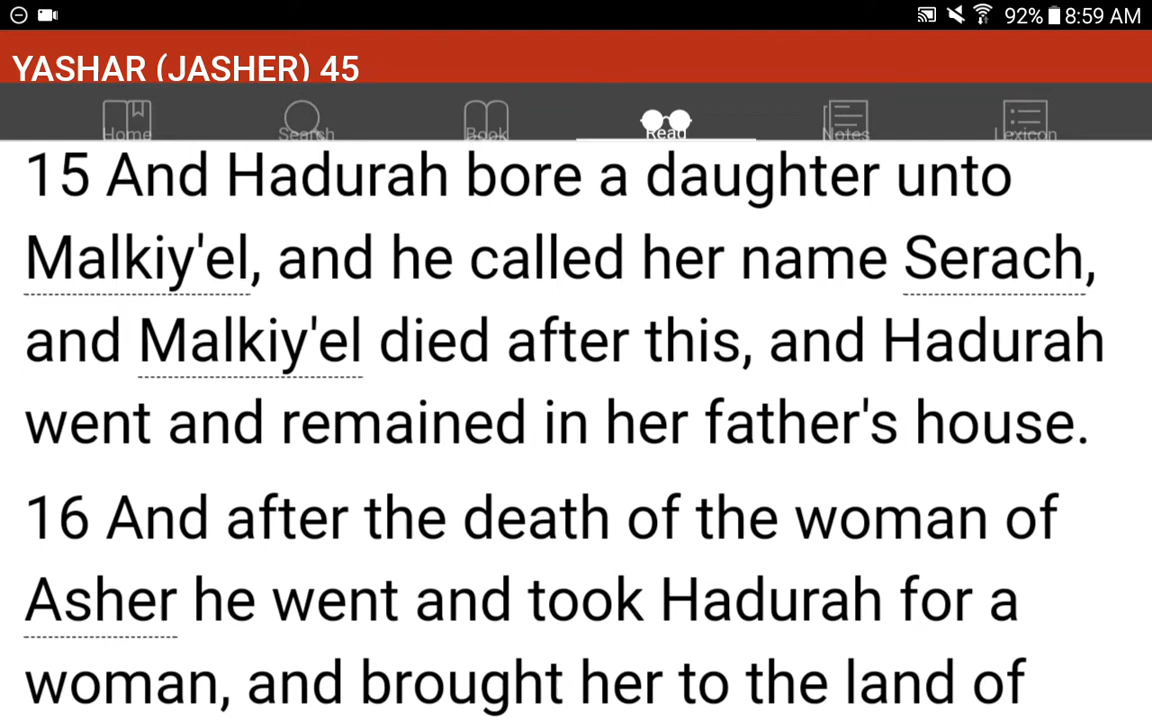 92% 8:59 AM
YASHAR (JASHER) 45
Home Search Book Read Notes Lexicon
15 And Hadurah bore a daughter unto
Malkiy'el, and he called her name Serach,
and Malkiy'el died after this, and Hadurah
went and remained in her father's house.
16 And after the death of the woman of
Asher he went and took Hadurah for a
woman, and brought her to the land of